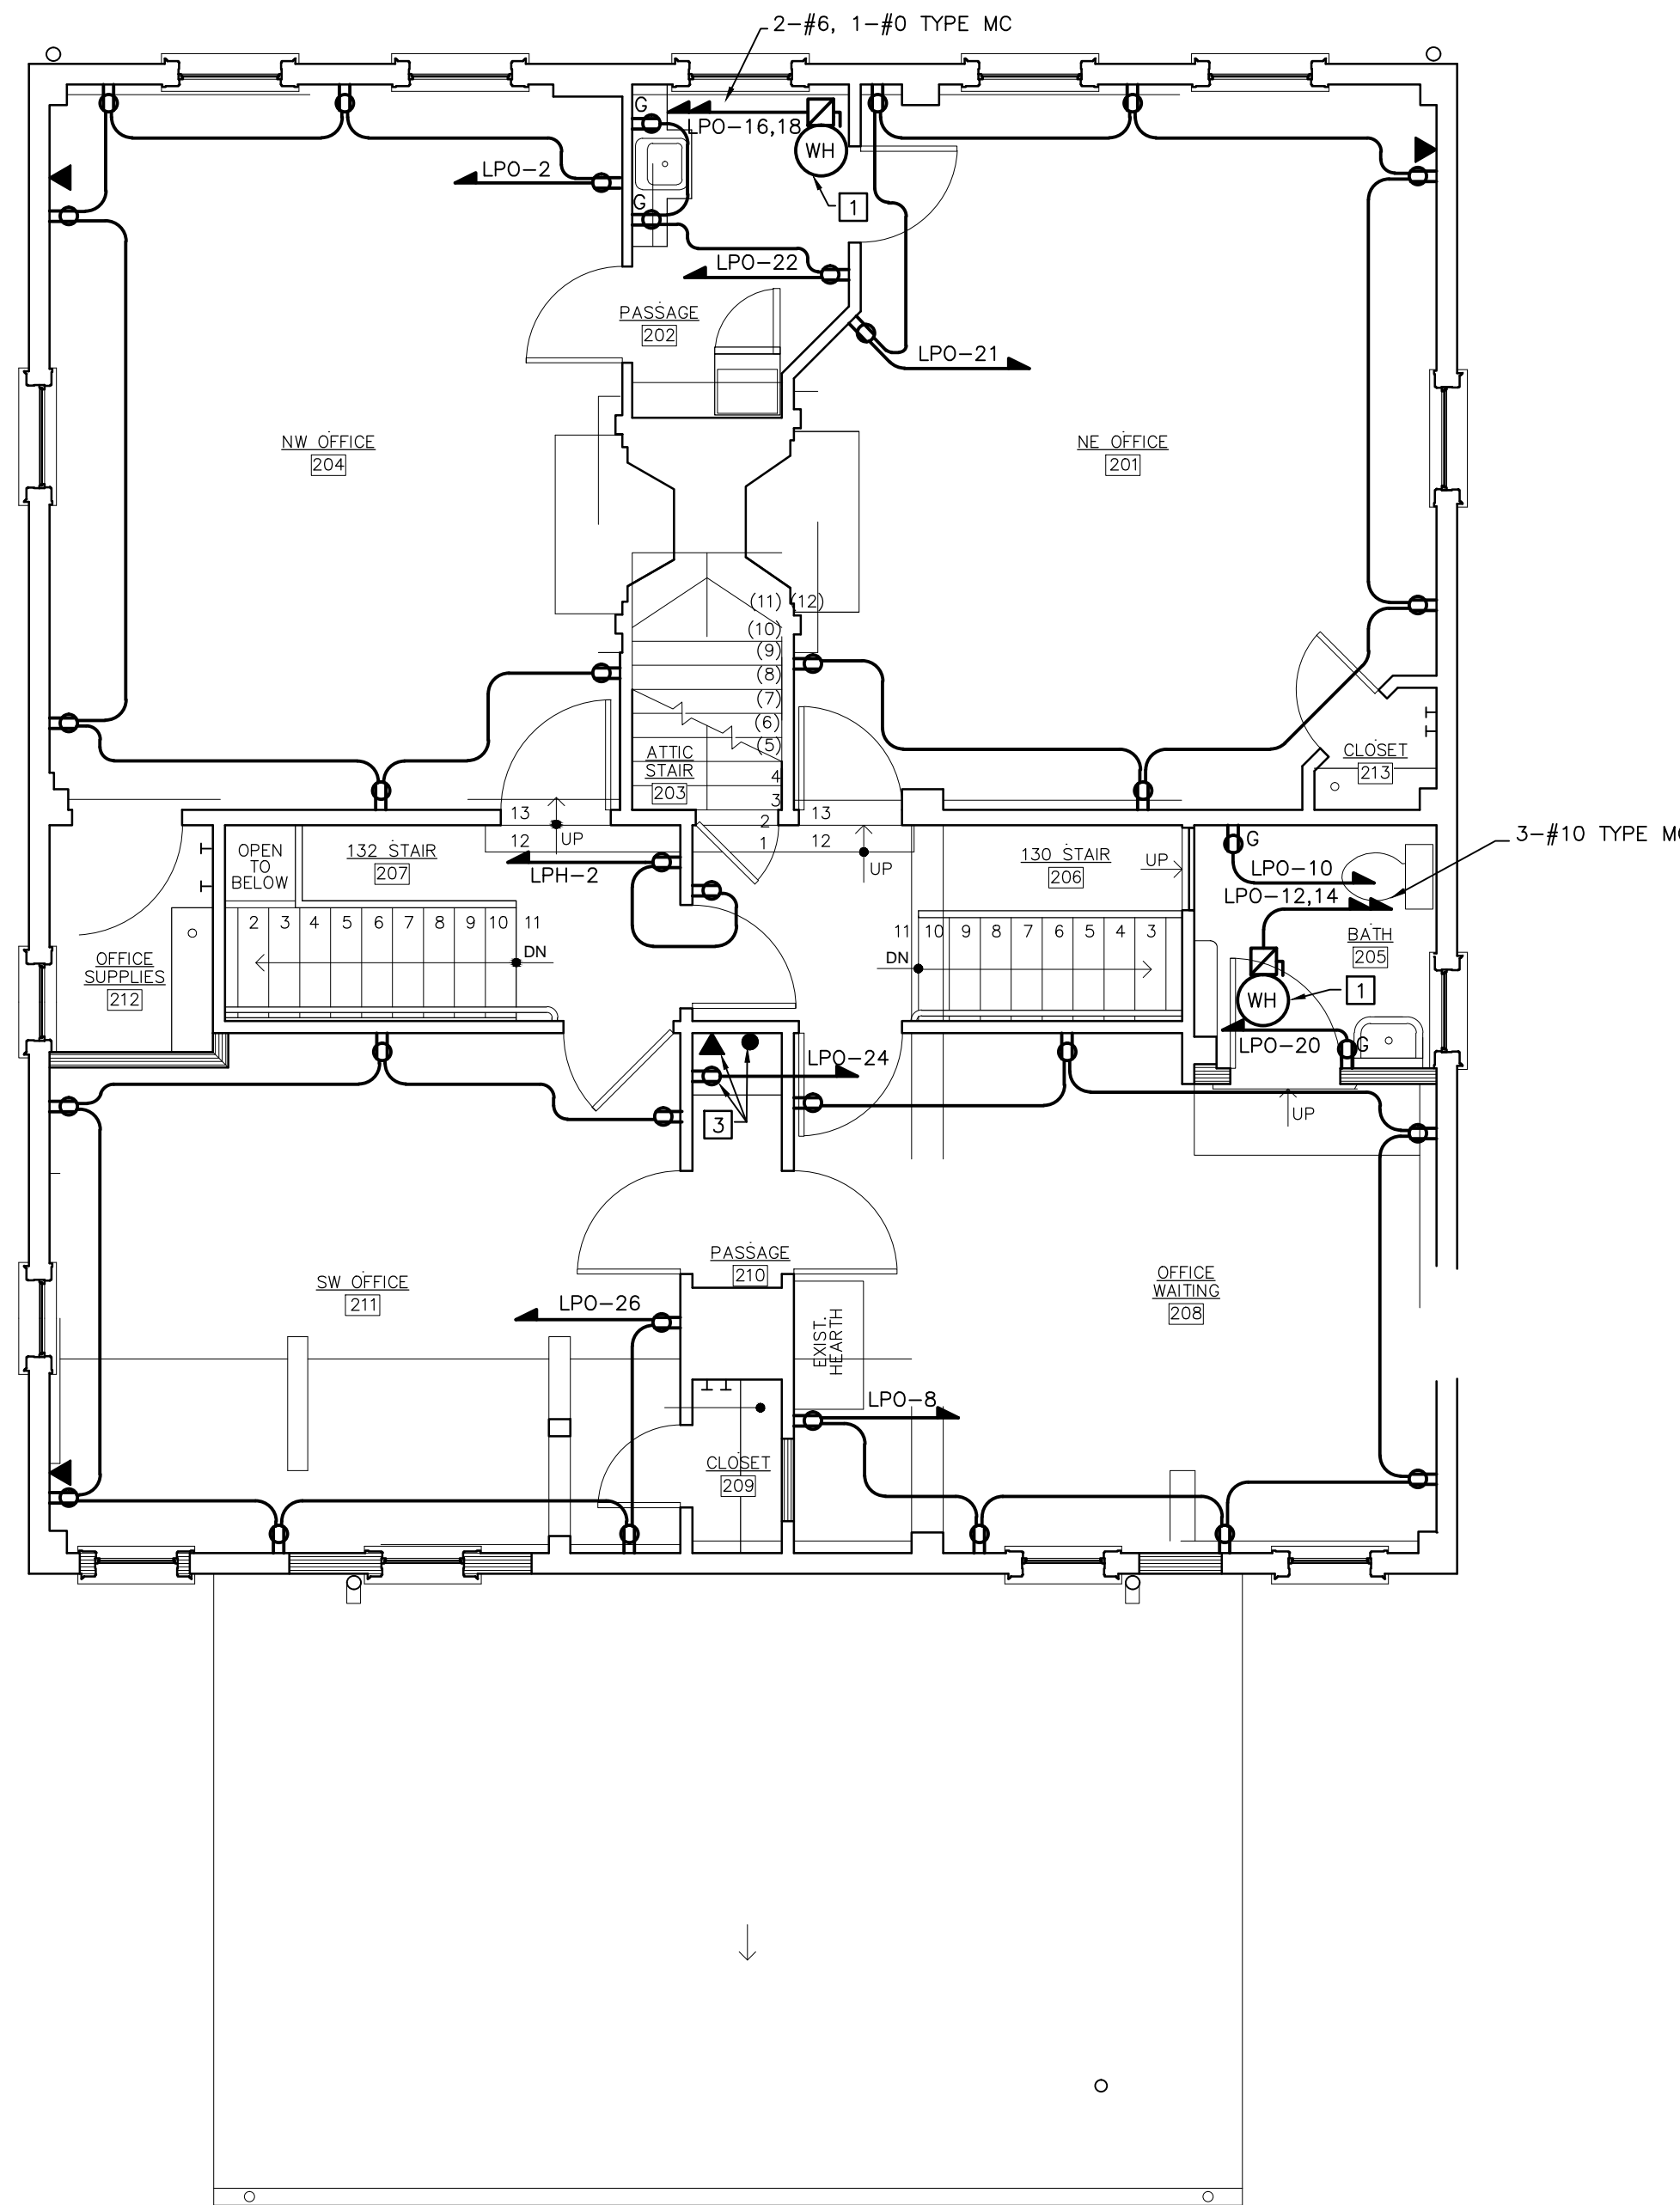 2-#6, 1-#0 TYPE MC
G
LPO-16,18
WH
LPO-2
G
1
LPO-22
PASSAGE
202
LPO-21
NW OFFICE
204
NE OFFICE
201
(11) (12)
(10)
(9)
(8)
(7)
(6)
(5)
4
3
2
1
ATTIC
STAIR
203
CLOSET
213
13
12
UP
13
12
UP
OPEN
TO
BELOW
132 STAIR
207
LPH-2
130 STAIR
206
UP
G
LPO-10
LPO-12,14
3-#10 TYPE MC
BATH
205
2 3 4 5 6 7 8 9 10 11
DN
11 10 9 8 7 6 5 4 3
DN
OFFICE
SUPPLIES
212
WH
1
LPO-20
G
UP
LPO-24
3
PASSAGE
210
SW OFFICE
211
OFFICE
WAITING
208
LPO-26
EXIST.
HEARTH
LPO-8
CLOSET
209